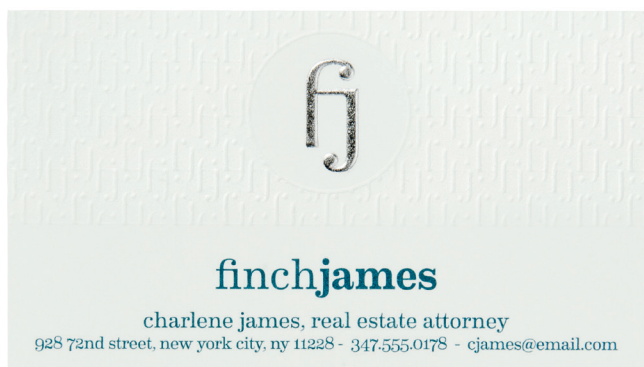 fj
finchjames
charlene james, real estate attorney
928 72nd street, new york city, ny 11228 - 347.555.0178 - cjames@email.com